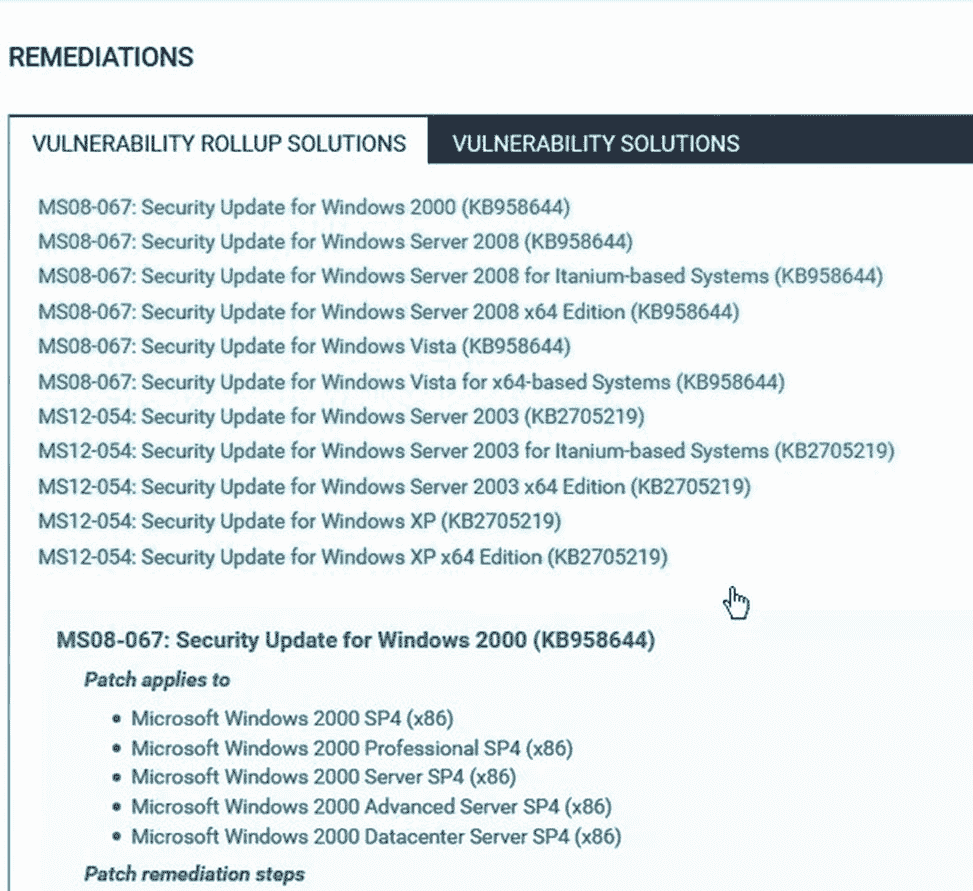 REMEDIATIONS
VULNERABILITY ROLLUP SOLUTIONS
VULNERABILITY SOLUTIONS
MS08-067: Security Update for Windows 2000 (KB958644)
MS08-067: Security Update for Windows Server 2008 (KB958644)
MS08-067: Security Update for Windows Server 2008 for Itanium-based Systems (KB958644)
MS08-067: Security Update for Windows Server 2008 x64 Edition (KB958644)
MS08-067: Security Update for Windows Vista (KB958644)
MS08-067: Security Update for Windows Vista for x64-based Systems (KB958644)
MS12-054: Security Update for Windows Server 2003 (KB2705219)
MS12-054: Security Update for Windows Server 2003 for Itanium-based Systems (KB2705219)
MS12-054: Security Update for Windows Server 2003 x64 Edition (KB2705219)
MS12-054: Security Update for Windows XP (KB2705219)
MS12-054: Security Update for Windows XP x64 Edition (KB2705219)
MS08-067: Security Update for Windows 2000 (KB958644)
Patch applies to
• Microsoft Windows 2000 SP4 (x86)
• Microsoft Windows 2000 Professional SP4 (x86)
• Microsoft Windows 2000 Server SP4 (x86)
• Microsoft Windows 2000 Advanced Server SP4 (x86)
• Microsoft Windows 2000 Datacenter Server SP4 (x86)
Patch remediation steps